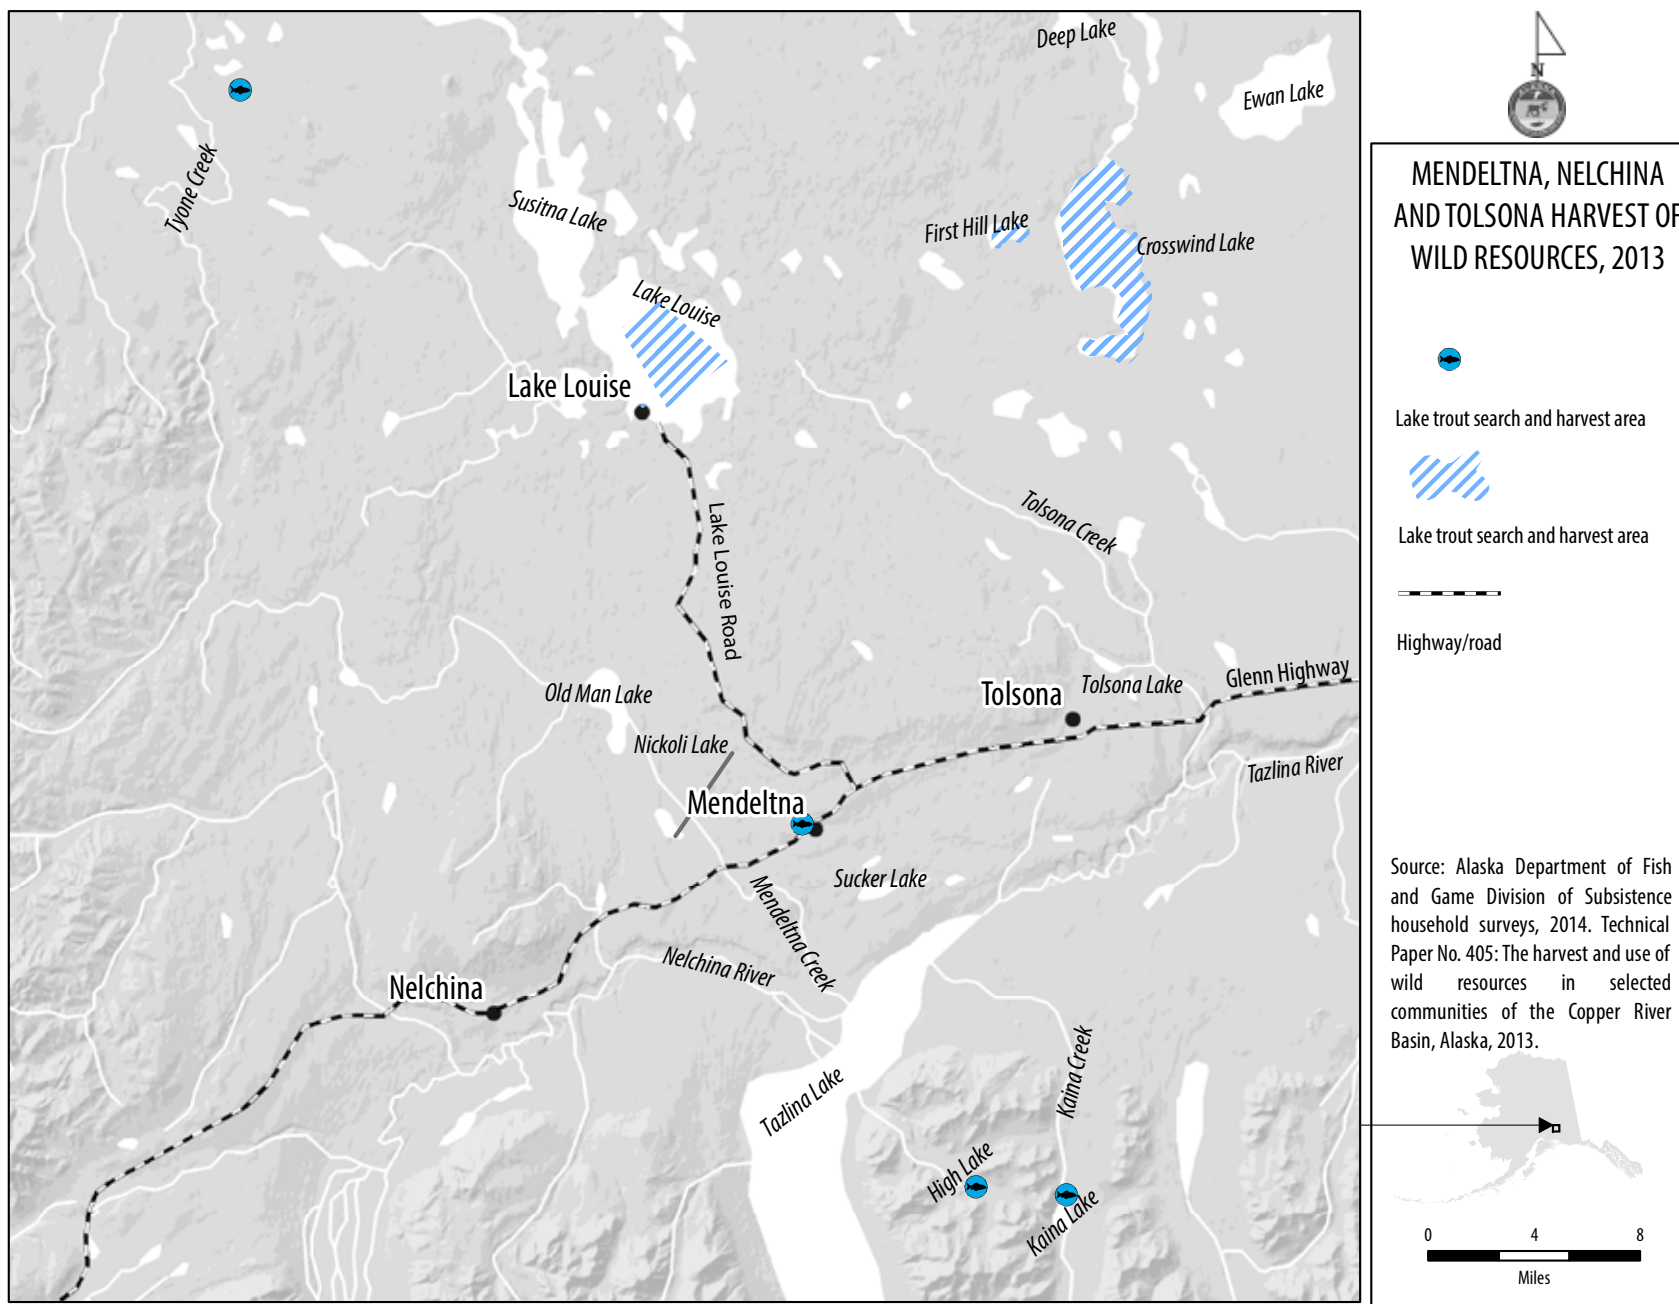 Deep Lake
Ewan Lake
Tyone Creek
Susitna Lake
First Hill Lake
Crosswind Lake
Lake Louise
Lake Louise
Tolsona Creek
Lake Louise Road
Old Man Lake
Tolsona
Tolsona Lake
Glenn Highway
Nickoli Lake
Tazlina River
Mendeltna
Sucker Lake
Mendeltna Creek
Nelchina River
Nelchina
Kaina Creek
Tazlina Lake
High Lake
Kaina Lake
N
MENDELTNA, NELCHINA
AND TOLSONA HARVEST OF
WILD RESOURCES, 2013
Lake trout search and harvest area
Lake trout search and harvest area
Highway/road
Source: Alaska Department of Fish
and Game Division of Subsistence
household surveys, 2014. Technical
Paper No. 405: The harvest and use of
wild resources in selected
communities of the Copper River
Basin, Alaska, 2013.
0 4 8
Miles